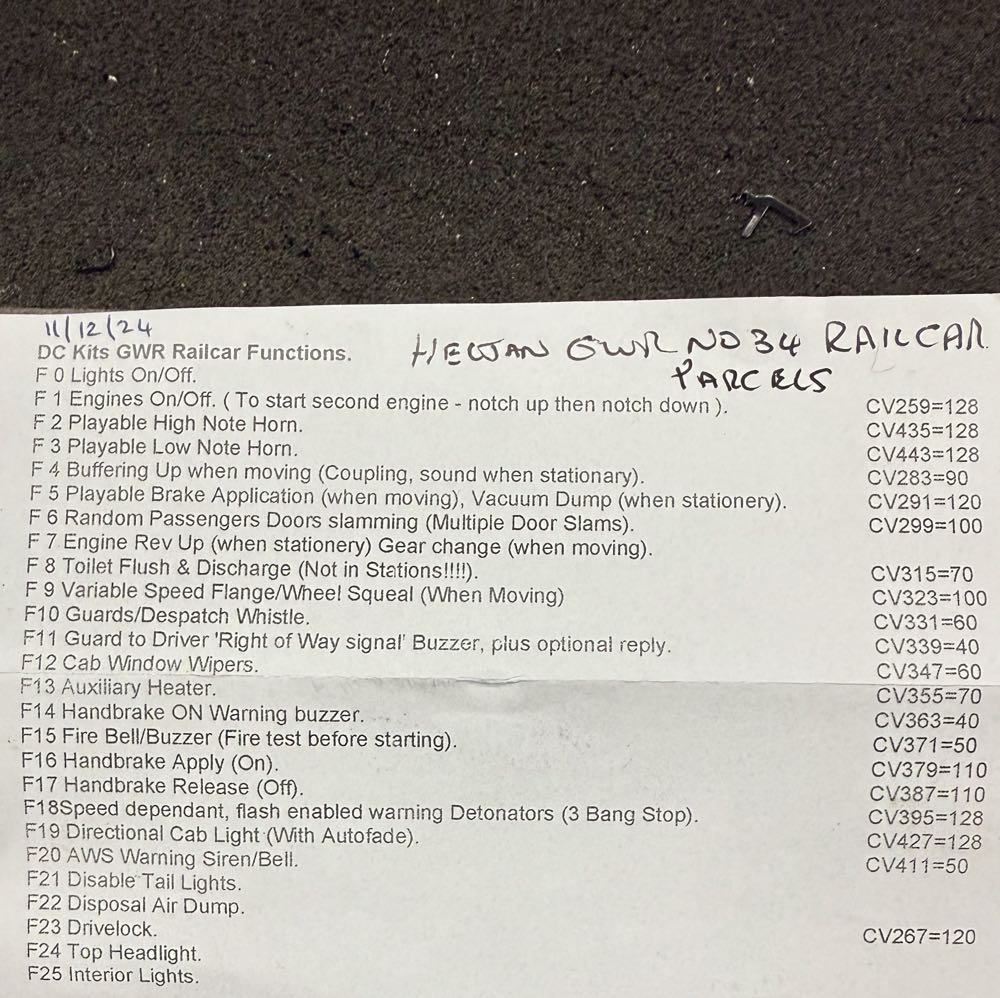 11/12/24
HELJAN GWR NO 34 RAILCAR
PARCELS
DC Kits GWR Railcar Functions.
F 0 Lights On/Off.
F 1 Engines On/Off. ( To start second engine - notch up then notch down ). CV259=128
F 2 Playable High Note Horn. CV435=128
F 3 Playable Low Note Horn. CV443=128
F 4 Buffering Up when moving (Coupling, sound when stationary). CV283=90
F 5 Playable Brake Application (when moving), Vacuum Dump (when stationery). CV291=120
F 6 Random Passengers Doors slamming (Multiple Door Slams). CV299=100
F 7 Engine Rev Up (when stationery) Gear change (when moving).
F 8 Toilet Flush & Discharge (Not in Stations!!!!). CV315=70
F 9 Variable Speed Flange/Wheel Squeal (When Moving) CV323=100
F10 Guards/Despatch Whistle. CV331=60
F11 Guard to Driver 'Right of Way signal' Buzzer, plus optional reply. CV339=40
F12 Cab Window Wipers. CV347=60
F13 Auxiliary Heater. CV355=70
F14 Handbrake ON Warning buzzer. CV363=40
F15 Fire Bell/Buzzer (Fire test before starting). CV371=50
F16 Handbrake Apply (On). CV379=110
F17 Handbrake Release (Off). CV387=110
F18Speed dependant, flash enabled warning Detonators (3 Bang Stop). CV395=128
F19 Directional Cab Light (With Autofade). CV427=128
F20 AWS Warning Siren/Bell. CV411=50
F21 Disable Tail Lights.
F22 Disposal Air Dump.
F23 Drivelock. CV267=120
F24 Top Headlight.
F25 Interior Lights.